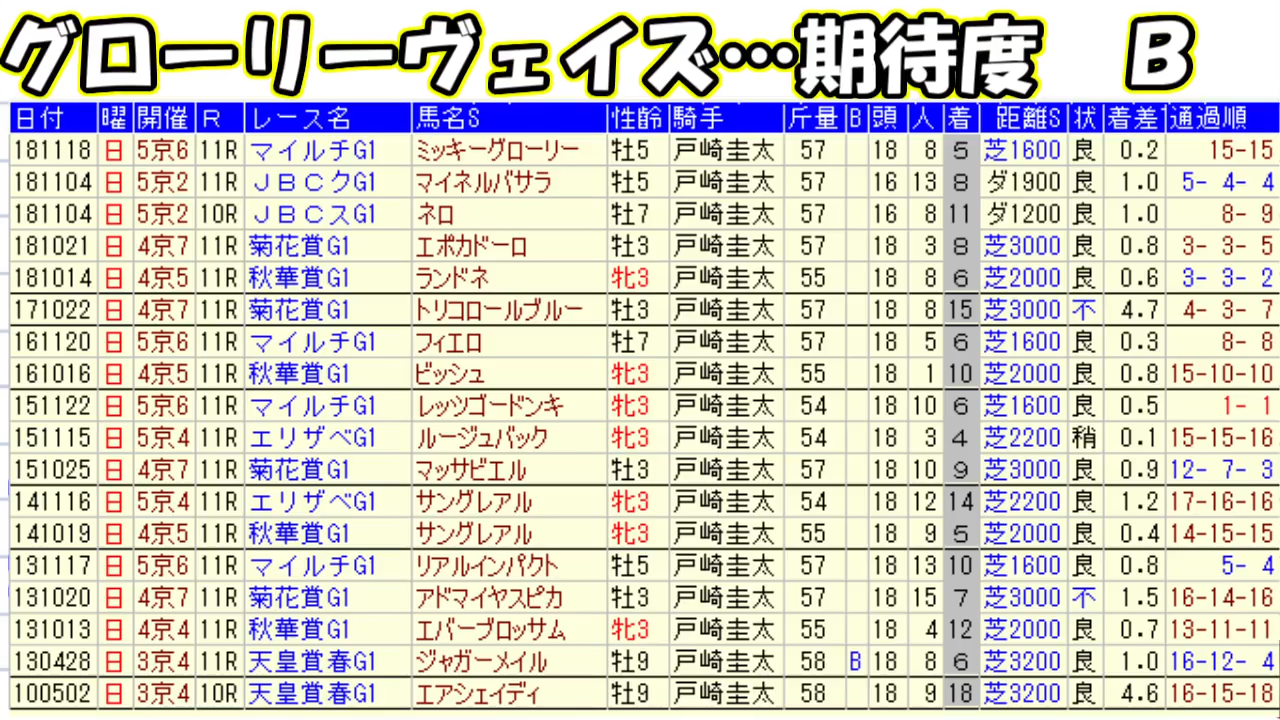 グローリーヴェイズ…期待度 B
日付 曜 開催 R レース名 馬名S 性齢 騎手 斤量 B 頭 人 着 距離S 状 着差 通過順
181118 日 5京6 11R マイルチG1 ミッキーグローリー 牡5 戸崎圭太 57 18 8 5 芝1600 良 0.2 15-15
181104 日 5京2 11R ＪＢＣクG1 マイネルバサラ 牡5 戸崎圭太 57 16 13 8 ダ1900 良 1.0 5- 4- 4
181104 日 5京2 10R ＪＢＣスG1 ネロ 牡7 戸崎圭太 57 16 8 11 ダ1200 良 1.0 8- 9
181021 日 4京7 11R 菊花賞G1 エポカドーロ 牡3 戸崎圭太 57 18 3 8 芝3000 良 0.8 3- 3- 5
181014 日 4京5 11R 秋華賞G1 ランドネ 牝3 戸崎圭太 55 18 8 6 芝2000 良 0.6 3- 3- 2
171022 日 4京7 11R 菊花賞G1 トリコロールブルー 牡3 戸崎圭太 57 18 8 15 芝3000 不 4.7 4- 3- 7
161120 日 5京6 11R マイルチG1 フィエロ 牡7 戸崎圭太 57 18 5 6 芝1600 良 0.3 8- 8
161016 日 4京5 11R 秋華賞G1 ビッシュ 牝3 戸崎圭太 55 18 1 10 芝2000 良 0.8 15-10-10
151122 日 5京6 11R マイルチG1 レッツゴードンキ 牝3 戸崎圭太 54 18 10 6 芝1600 良 0.5 1- 1
151115 日 5京4 11R エリザベG1 ルージュバック 牝3 戸崎圭太 54 18 3 4 芝2200 稍 0.1 15-15-16
151025 日 4京7 11R 菊花賞G1 マッサビエル 牡3 戸崎圭太 57 18 10 9 芝3000 良 0.9 12- 7- 3
141116 日 5京4 11R エリザベG1 サングレアル 牝3 戸崎圭太 54 18 12 14 芝2200 良 1.2 17-16-16
141019 日 4京5 11R 秋華賞G1 サングレアル 牝3 戸崎圭太 55 18 9 5 芝2000 良 0.4 14-15-15
131117 日 5京6 11R マイルチG1 リアルインパクト 牡5 戸崎圭太 57 18 13 10 芝1600 良 0.8 5- 4
131020 日 4京7 11R 菊花賞G1 アドマイヤスピカ 牡3 戸崎圭太 57 18 15 7 芝3000 不 1.5 16-14-16
131013 日 4京4 11R 秋華賞G1 エバーブロッサム 牝3 戸崎圭太 55 18 4 12 芝2000 良 0.7 13-11-11
130428 日 3京4 11R 天皇賞春G1 ジャガーメイル 牡9 戸崎圭太 58 B 18 8 6 芝3200 良 1.0 16-12- 4
100502 日 3京4 10R 天皇賞春G1 エアシェイディ 牡9 戸崎圭太 58 18 9 18 芝3200 良 4.6 16-15-18